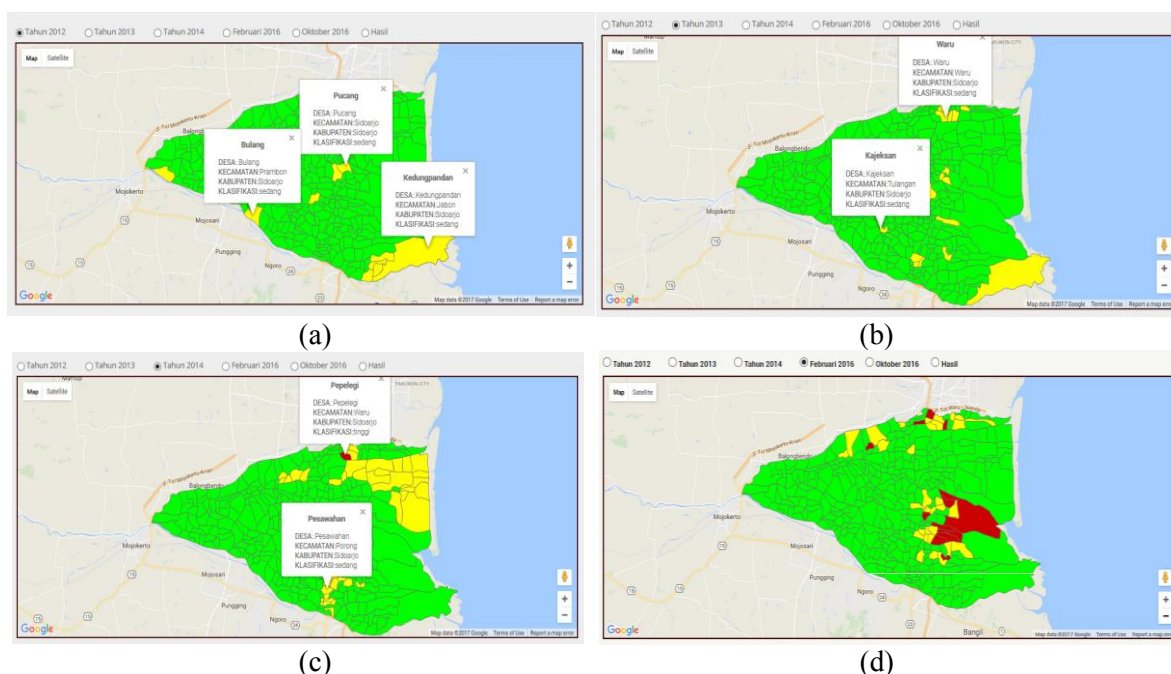 Tahun 2012 Tahun 2013 Tahun 2014 Februari 2016 Oktober 2016 Hasil
Map Satellite
Pucang
DESA: Pucang
KECAMATAN:Sidoarjo
KABUPATEN:Sidoarjo
KLASIFIKASI:sedang
Balongbendo
Bulang
DESA: Bulang
KECAMATAN:Prambon
KABUPATEN:Sidoarjo
KLASIFIKASI:sedang
Kedungpandan
DESA: Kedungpandan
KECAMATAN:Jabon
KABUPATEN:Sidoarjo
KLASIFIKASI:sedang
Mojokerto
Mojosari
Pungging
Ngoro
Google
Map data ©2017 Google Terms of Use Report a map error
(a)
Tahun 2012 Tahun 2013 Tahun 2014 Februari 2016 Oktober 2016 Hasil
Map Satellite
Waru
DESA: Waru
KECAMATAN:Waru
KABUPATEN:Sidoarjo
KLASIFIKASI:sedang
Balongbendo
Kajeksan
DESA: Kajeksan
KECAMATAN:Tulangan
KABUPATEN:Sidoarjo
KLASIFIKASI:sedang
Mojokerto
Mojosari
Pungging
Ngoro
Google
Map data ©2017 Google Terms of Use Report a map error
(b)
Tahun 2012 Tahun 2013 Tahun 2014 Februari 2016 Oktober 2016 Hasil
Map Satellite
PAKUWON CITY
Pepelegi
DESA: Pepelegi
KECAMATAN:Waru
KABUPATEN:Sidoarjo
KLASIFIKASI:tinggi
Balongbendo
Pesawahan
DESA: Pesawahan
KECAMATAN:Porong
KABUPATEN:Sidoarjo
KLASIFIKASI:sedang
Mojokerto
Mojosari
Pungging
Ngoro
Google
Map data ©2017 Google Terms of Use Report a map error
(c)
Tahun 2012 Tahun 2013 Tahun 2014 Februari 2016 Oktober 2016 Hasil
Map Satellite
Balongbendo
Mojokerto
Mojosari
Pungging
Ngoro
Bangil
Google
Map data ©2017 Google Terms of Use Report a map error
(d)